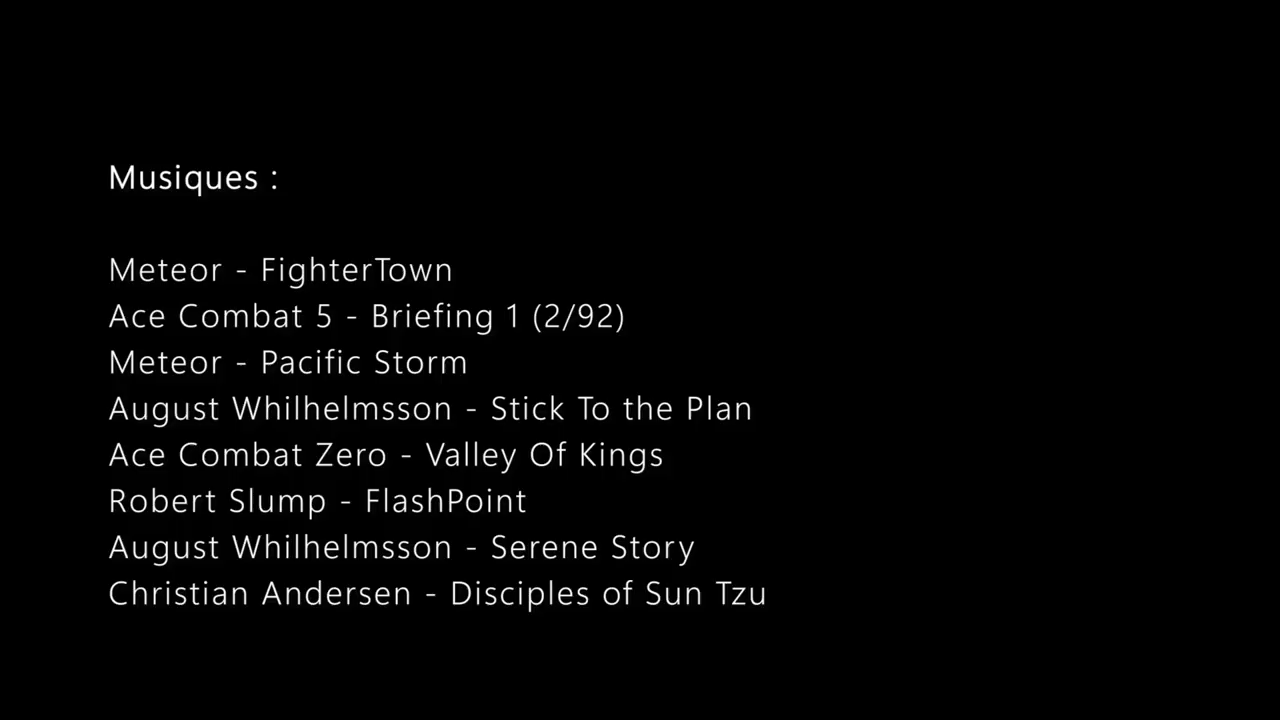 Musiques :
Meteor - FighterTown
Ace Combat 5 - Briefing 1 (2/92)
Meteor - Pacific Storm
August Whilhelmsson - Stick To the Plan
Ace Combat Zero - Valley Of Kings
Robert Slump - FlashPoint
August Whilhelmsson - Serene Story
Christian Andersen - Disciples of Sun Tzu